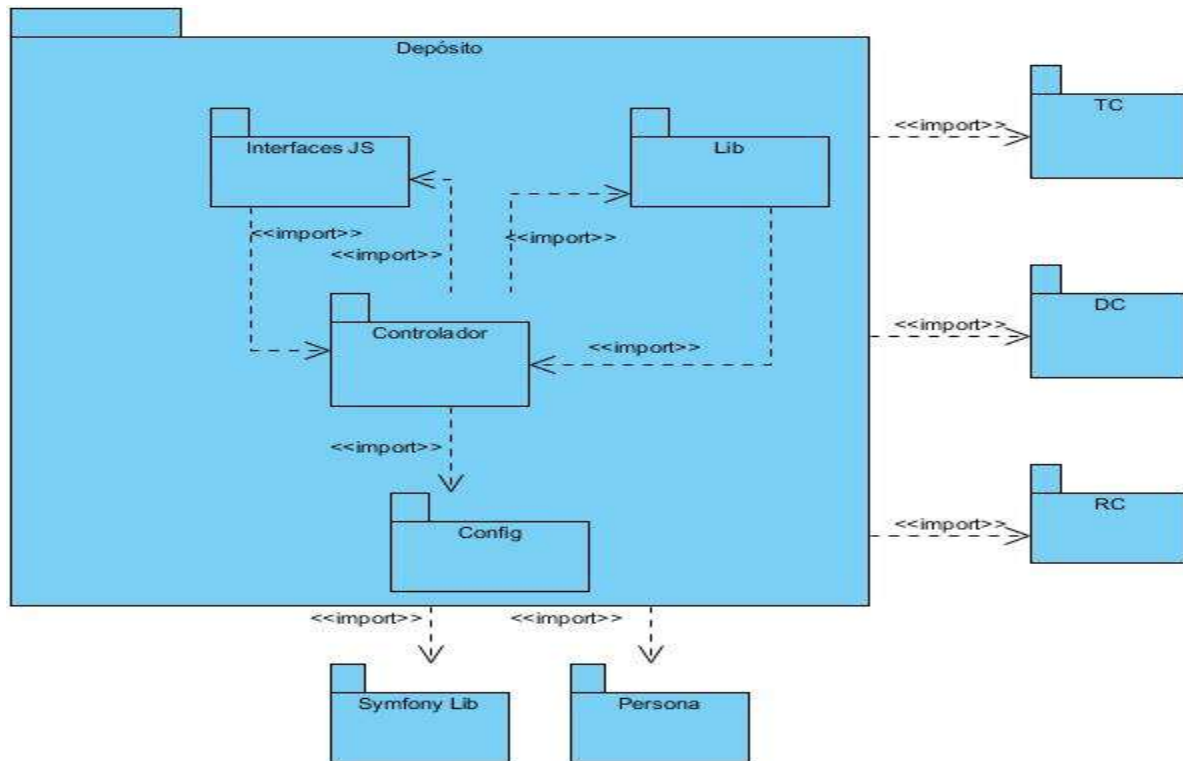 Depósito
TC
<<import>>
Interfaces JS
Lib
<<import>>
<<import>>
<<import>>
DC
<<import>>
Controlador
<<import>>
<<import>>
RC
<<import>>
Config
<<import>>
<<import>>
Symfony Lib
Persona